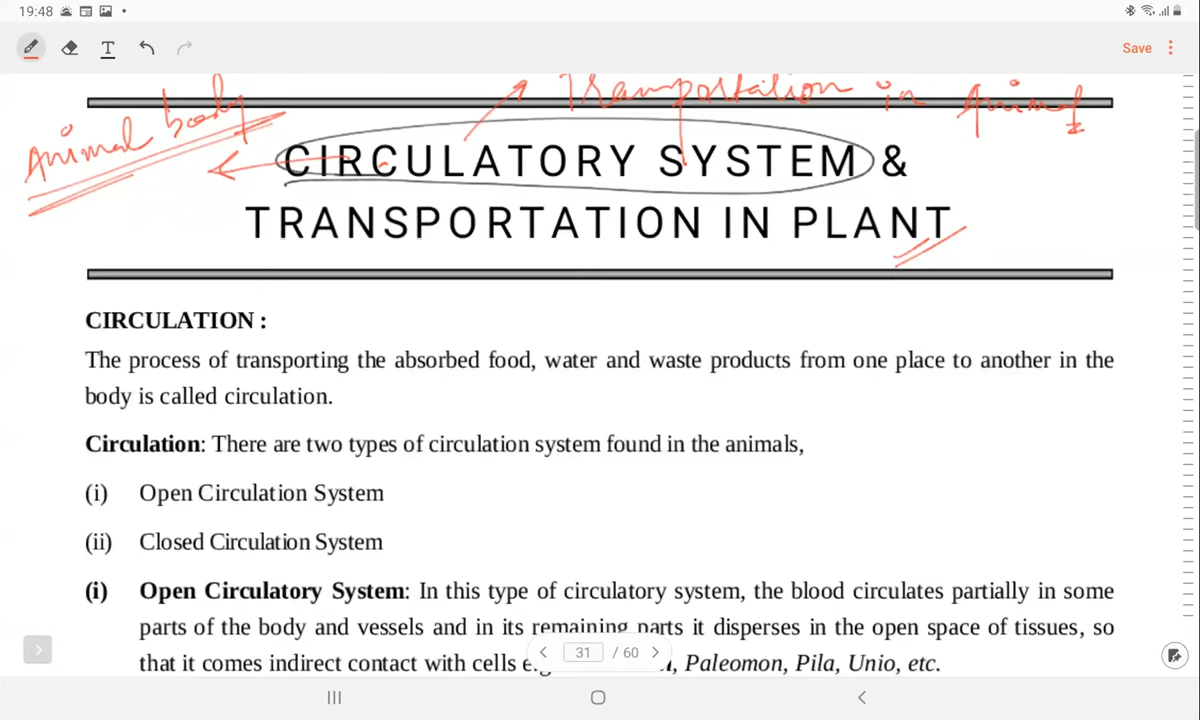 19:48
T
Save
Transportation in Animal
Animal body
CIRCULATORY SYSTEM &
TRANSPORTATION IN PLANT
CIRCULATION :
The process of transporting the absorbed food, water and waste products from one place to another in the
body is called circulation.
Circulation: There are two types of circulation system found in the animals,
(i) Open Circulation System
(ii) Closed Circulation System
(i) Open Circulatory System: In this type of circulatory system, the blood circulates partially in some
parts of the body and vessels and in its remaining parts it disperses in the open space of tissues, so
that it comes indirect contact with cells Paleomon, Pila, Unio, etc.
31 / 60